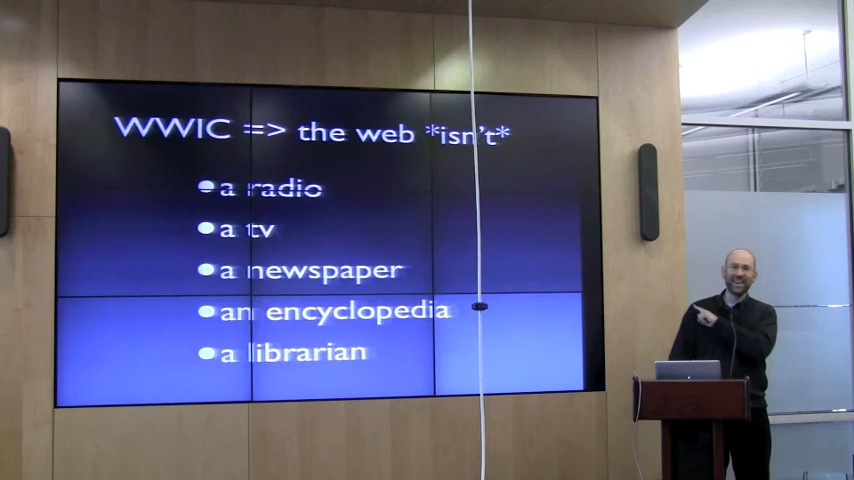 WWIC => the web *isn't*
●a radio
●a tv
●a newspaper
●an encyclopedia,
●a librarian